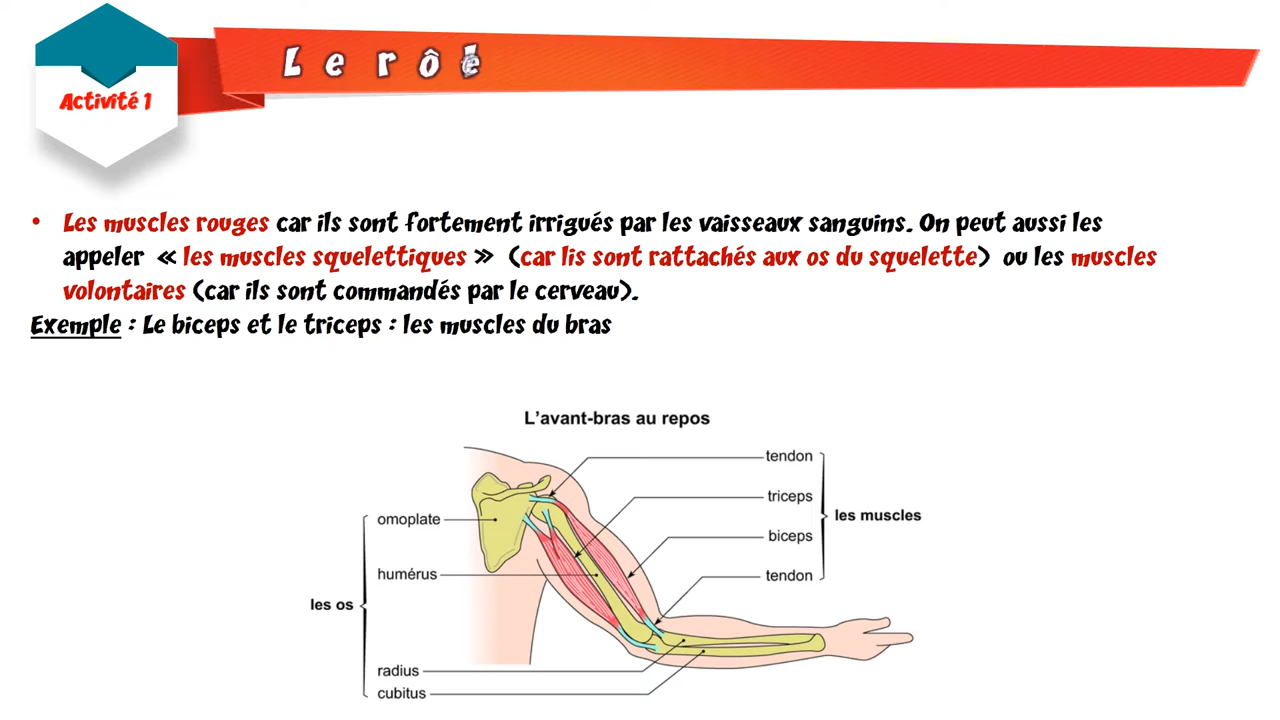 Le rô
Activité 1
• Les muscles rouges car ils sont fortement irrigués par les vaisseaux sanguins. On peut aussi les
appeler « les muscles squelettiques » (car lis sont rattachés aux os du squelette) ou les muscles
volontaires (car ils sont commandés par le cerveau).
Exemple : Le biceps et le triceps : les muscles du bras
L'avant-bras au repos
tendon
triceps
omoplate
les muscles
biceps
humérus
tendon
les os
radius
cubitus